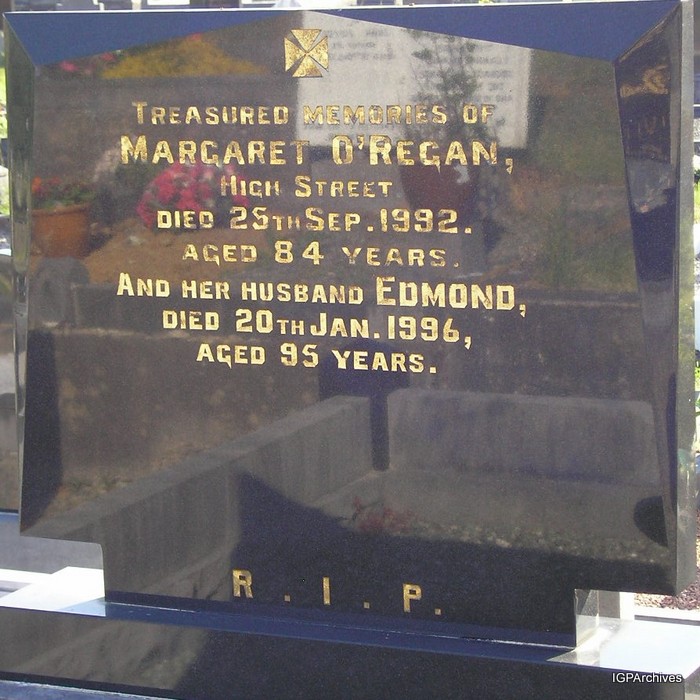 Treasured memories of
Margaret O'Regan,
High Street
died 25th Sep. 1992.
aged 84 years.
And her husband Edmond,
died 20th Jan. 1996,
aged 95 years.
R. I. P.
IGPArchives